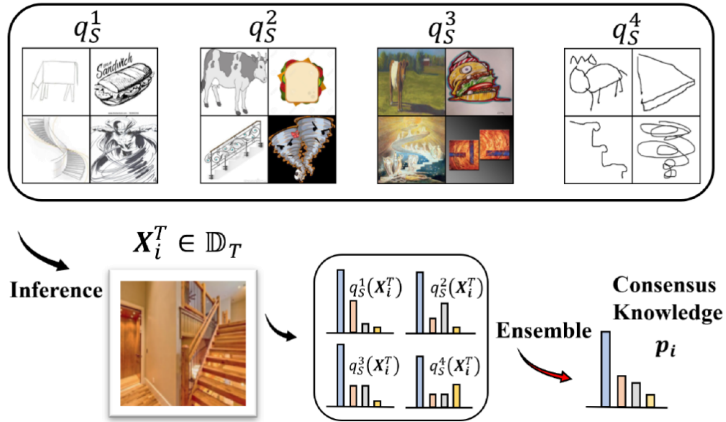 q_S^1
q_S^2
q_S^3
q_S^4
Sandwich
X_i^T ∈ 𝔻_T
Inference
q_S^1(X_i^T)
q_S^2(X_i^T)
q_S^3(X_i^T)
q_S^4(X_i^T)
Ensemble
Consensus
Knowledge
p_i